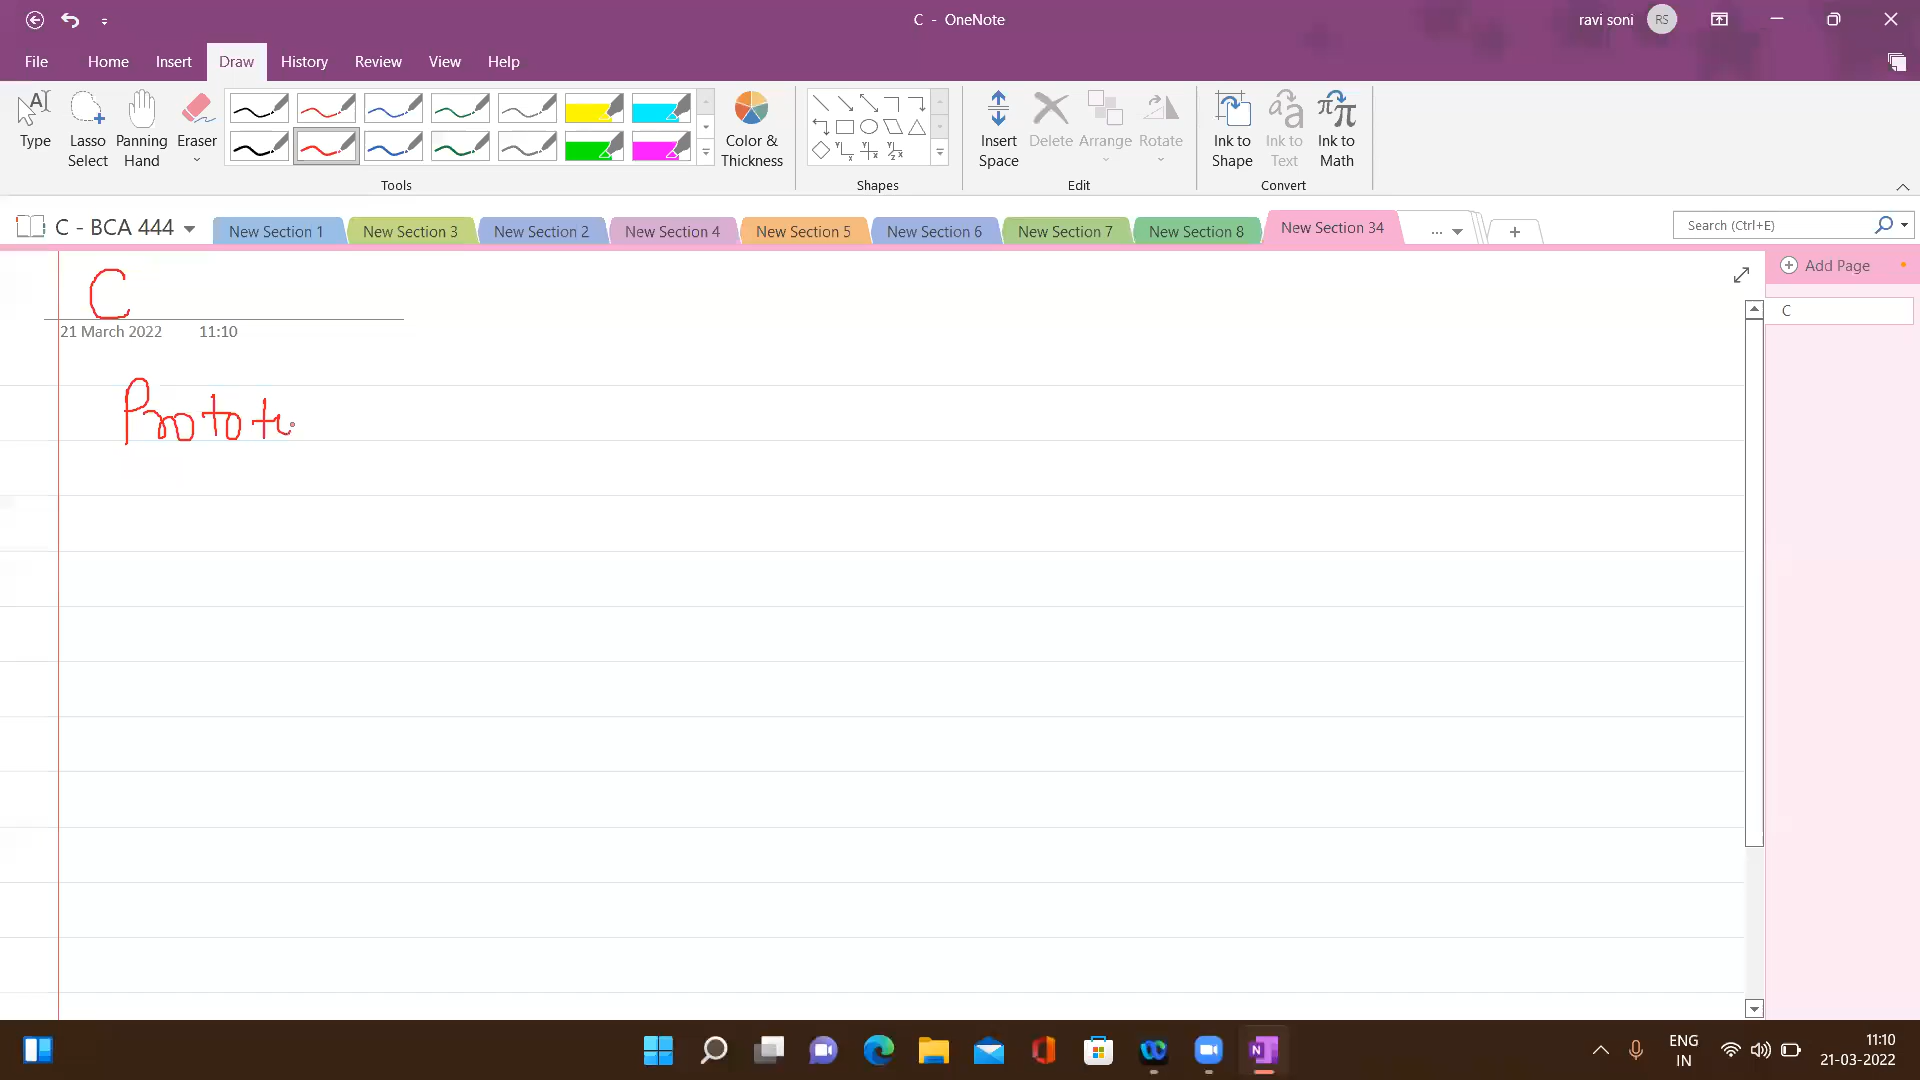 C - OneNote
ravi soni RS
File Home Insert Draw History Review View Help
Type Lasso Select Panning Hand Eraser Color & Thickness Insert Space Delete Arrange Rotate Ink to Shape Ink to Text Ink to Math
Tools Shapes Edit Convert
C - BCA 444 New Section 1 New Section 3 New Section 2 New Section 4 New Section 5 New Section 6 New Section 7 New Section 8 New Section 34 ... Search (Ctrl+E)
C
Add Page
C
21 March 2022 11:10
Protot
ENG IN
11:10
21-03-2022